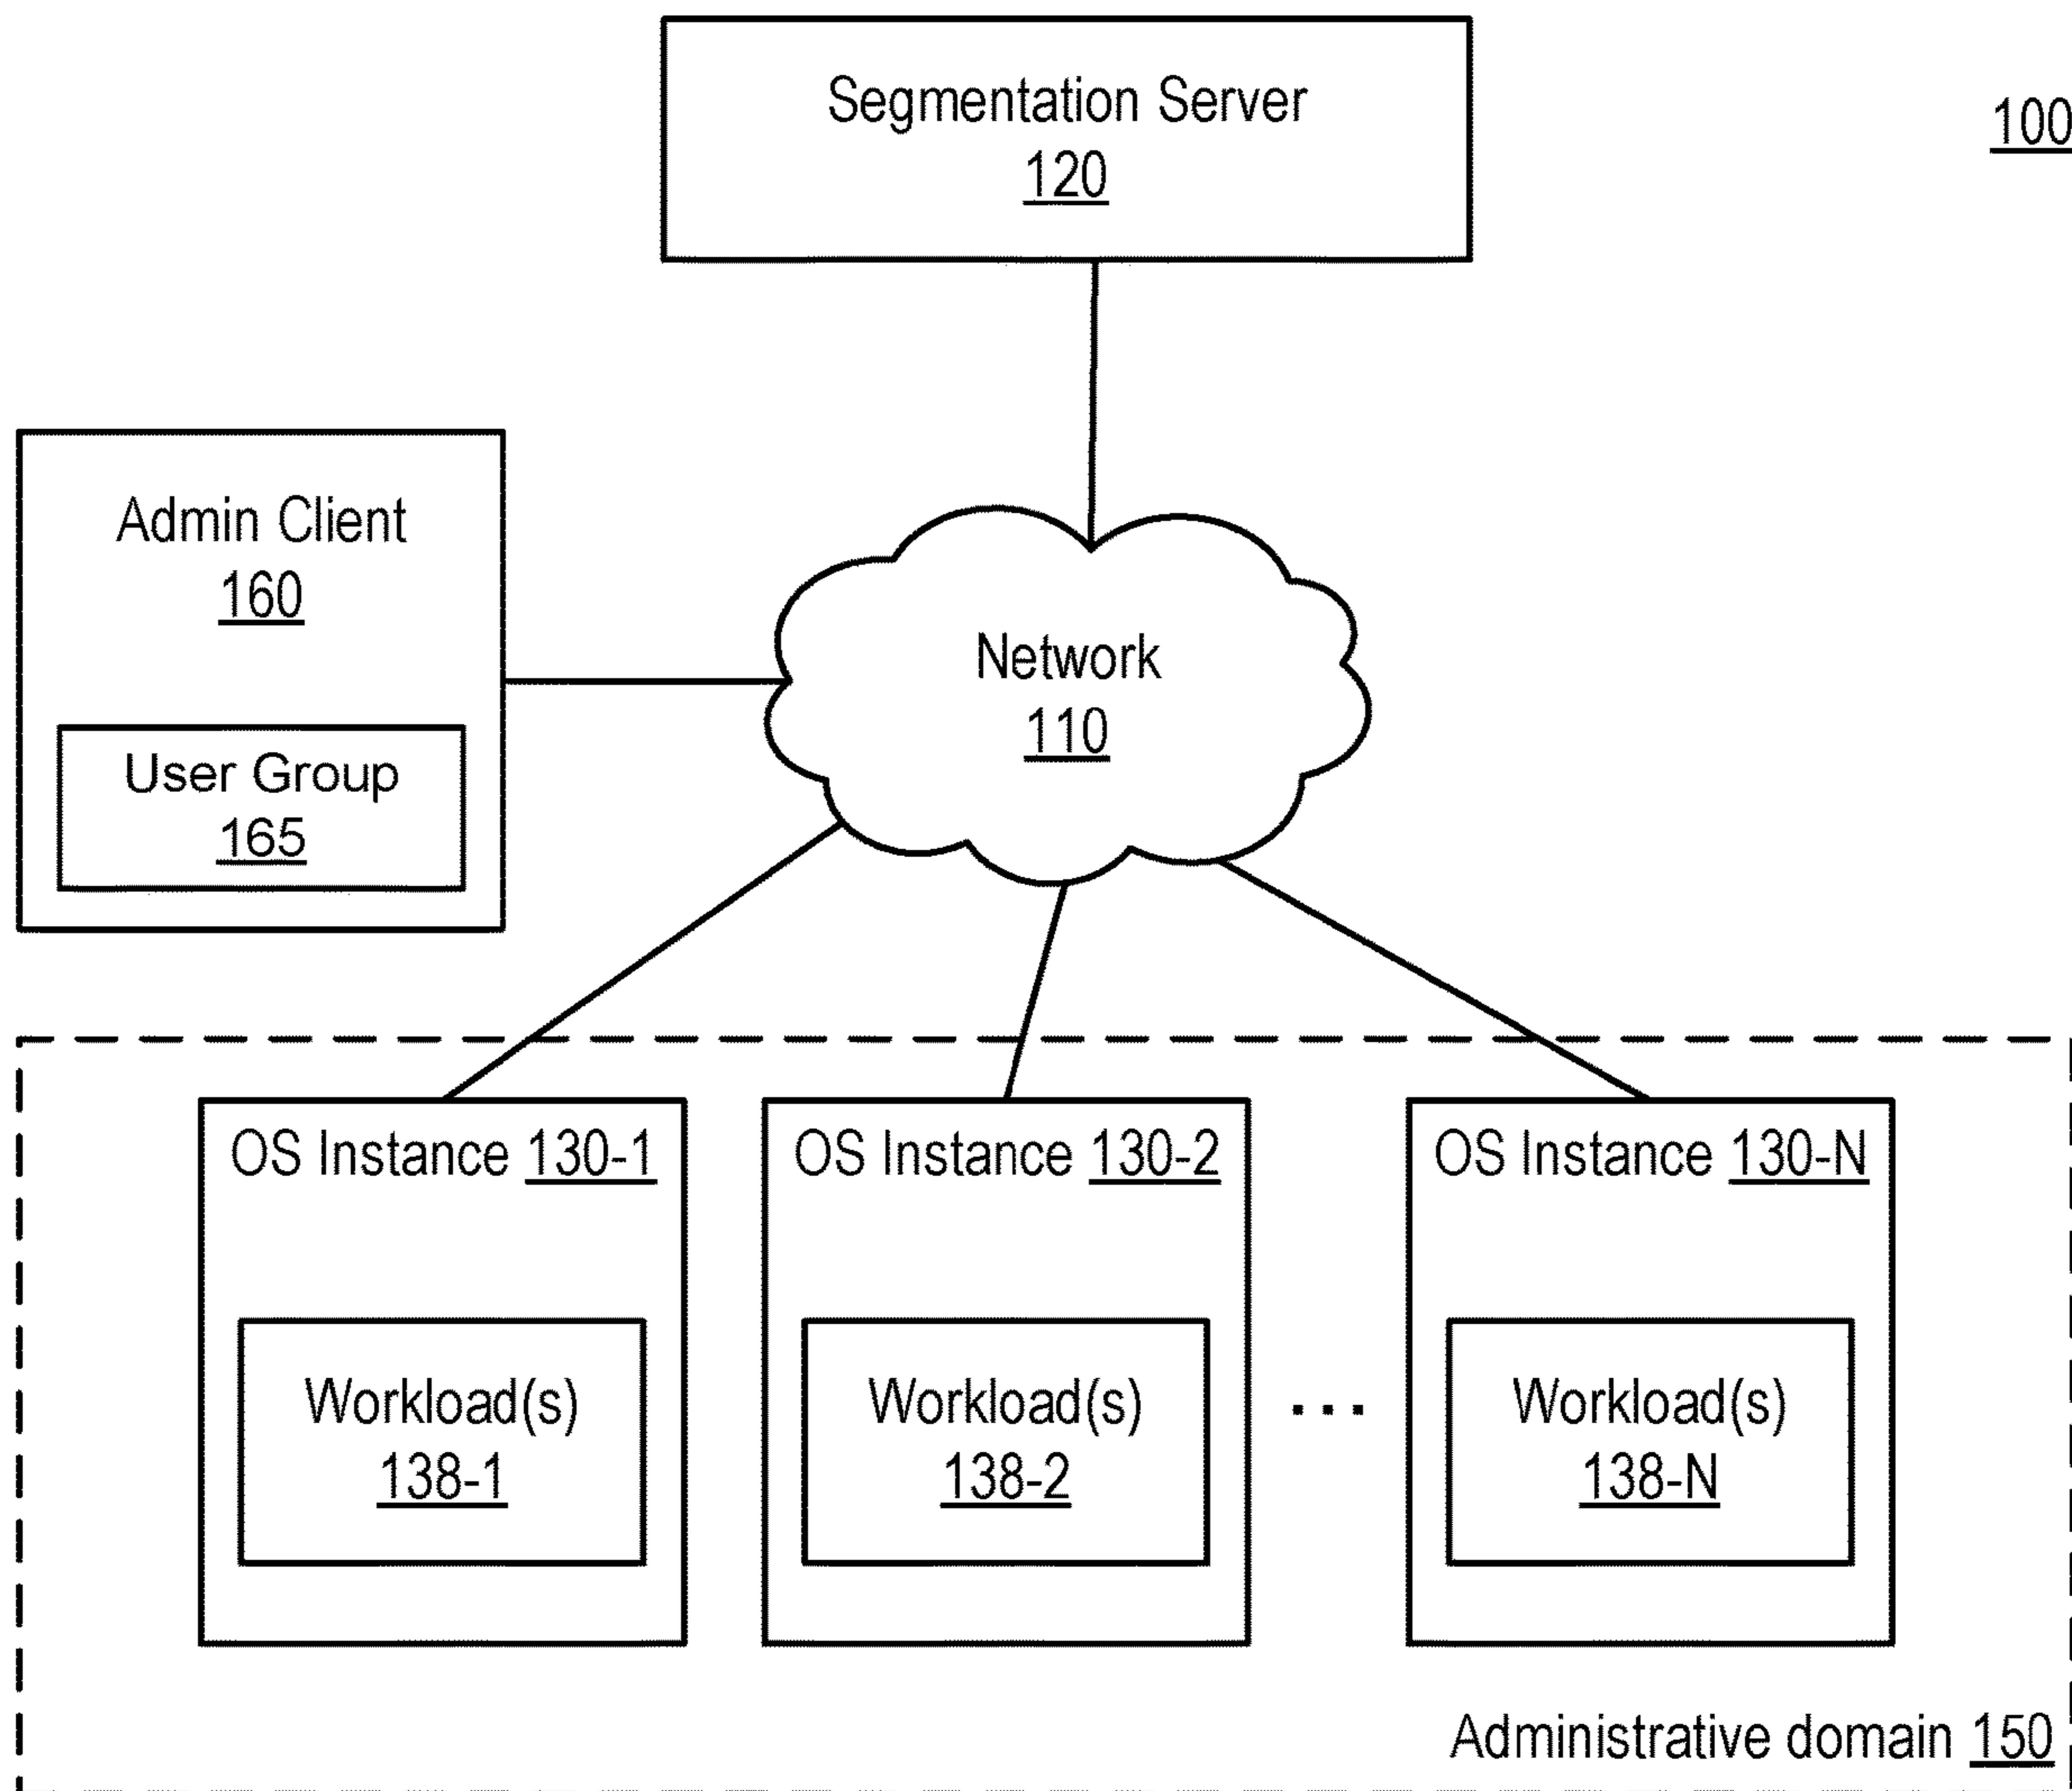 Segmentation Server
120
100
Admin Client
160
User Group
165
Network
110
OS Instance 130-1
Workload(s)
138-1
OS Instance 130-2
Workload(s)
138-2
...
OS Instance 130-N
Workload(s)
138-N
Administrative domain 150